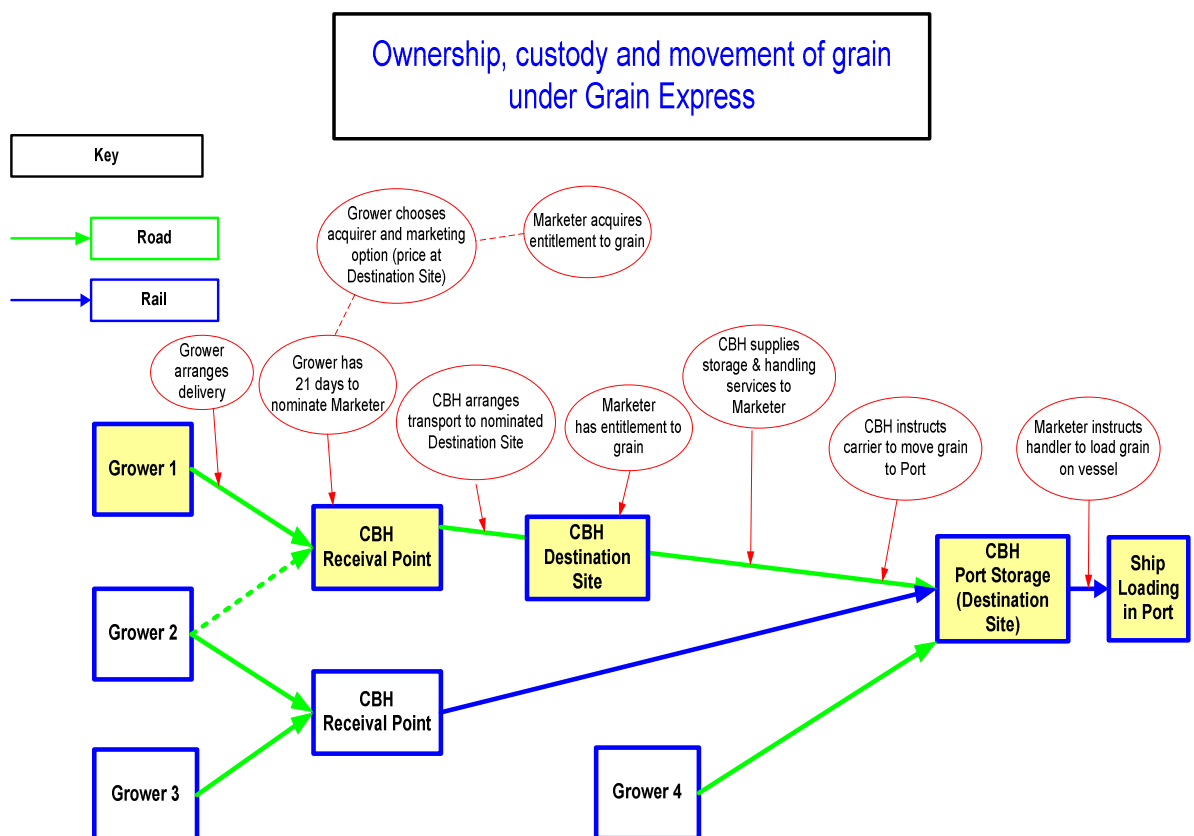 Ownership, custody and movement of grain
under Grain Express
Key
Road
Rail
Grower chooses
acquirer and marketing
option (price at
Destination Site)
Marketer acquires
entitlement to grain
Grower
arranges
delivery
Grower has
21 days to
nominate Marketer
CBH arranges
transport to nominated
Destination Site
Marketer
has entitlement to
grain
CBH supplies
storage & handling
services to
Marketer
CBH instructs
carrier to move grain
to Port
Marketer instructs
handler to load grain
on vessel
Grower 1
CBH
Receival Point
CBH
Destination
Site
CBH
Port Storage
(Destination
Site)
Ship
Loading
in Port
Grower 2
CBH
Receival Point
Grower 3
Grower 4